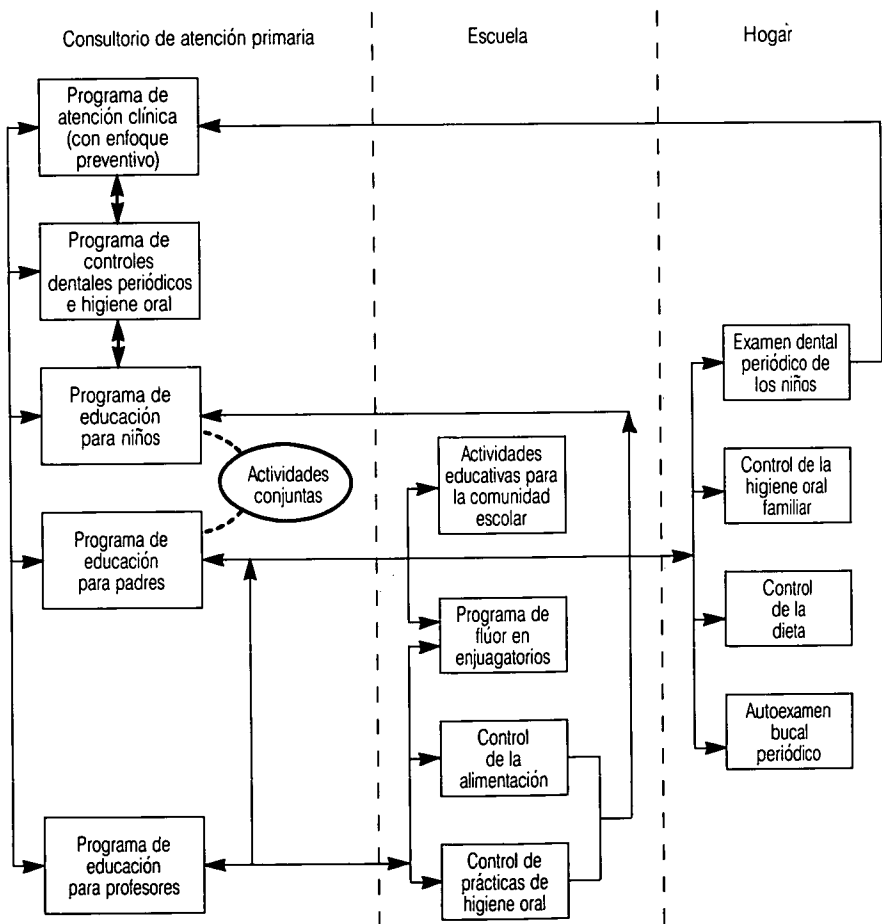 Consultorio de atención primaria
Escuela
Hogar
Programa de
atención clínica
(con enfoque
preventivo)
Programa de
controles
dentales periódicos
e higiene oral
Programa de
educación
para niños
Actividades
conjuntas
Programa de
educación
para padres
Programa de
educación
para profesores
Actividades
educativas para
la comunidad
escolar
Programa de
flúor en
enjuagatorios
Control
de la
alimentación
Control de
prácticas de
higiene oral
Examen dental
periódico de
los niños
Control de la
higiene oral
familiar
Control
de la
dieta
Autoexamen
bucal
periódico